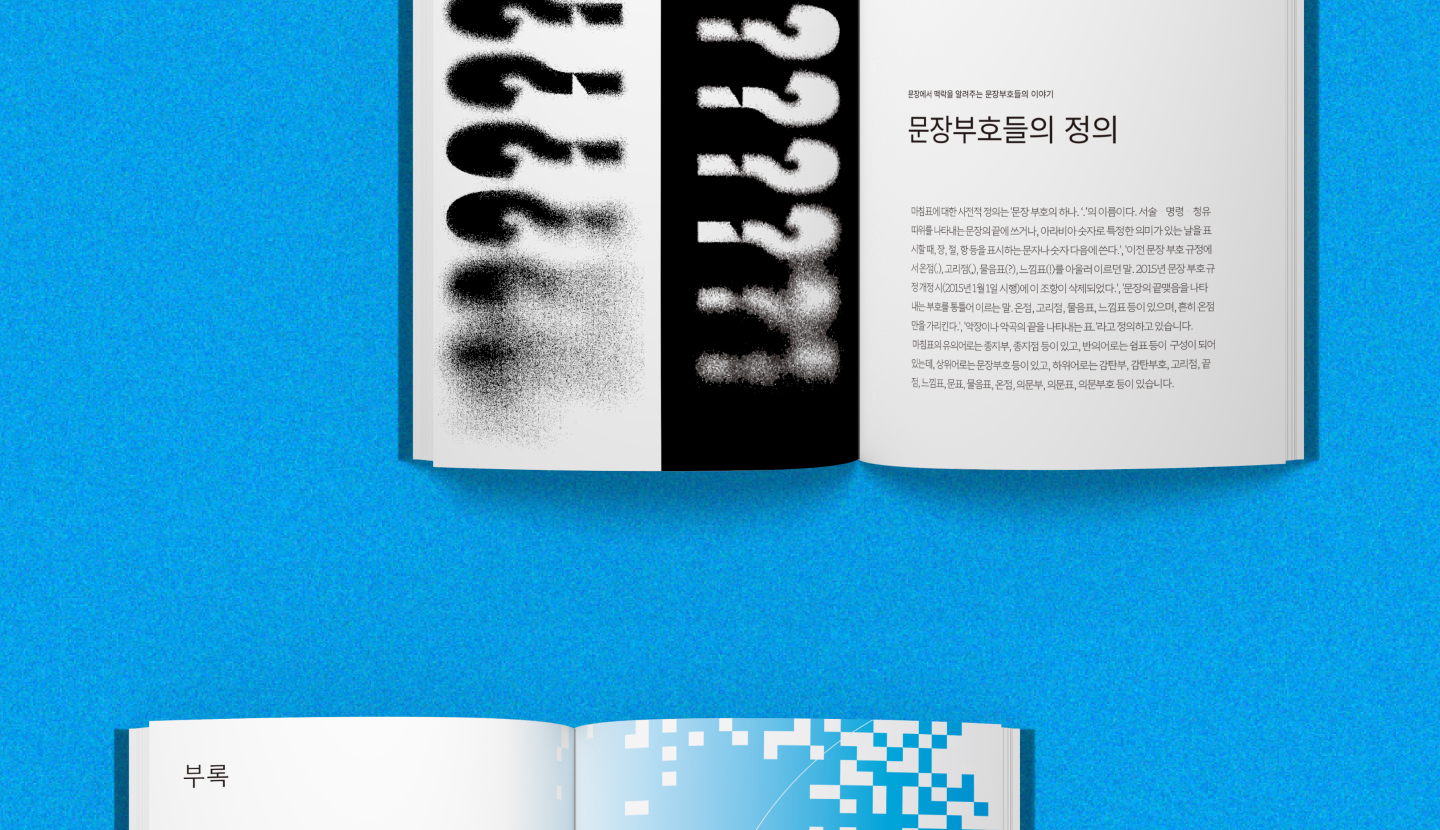 문장에서 맥락을 알려주는 문장부호들의 이야기
문장부호들의 정의
마침표에 대한 사전적 정의는 '문장 부호의 하나. '.'의 이름이다. 서술 명령 청유
따위를 나타내는 문장의 끝에 쓰거나, 아라비아 숫자로 특정한 의미가 있는 날을 표
시할 때, 장, 절, 항 등을 표시하는 문자나 숫자 다음에 쓴다.', '이전 문장 부호 규정에
서 온점(.), 고리점(。), 물음표(?), 느낌표(!)를 아울러 이르던 말. 2015년 문장 부호 규
정 개정 시(2015년 1월 1일 시행)에 이 조항이 삭제되었다.', '문장의 끝맺음을 나타
내는 부호를 통틀어 이르는 말. 온점, 고리점, 물음표, 느낌표 등이 있으며, 흔히 온점
만을 가리킨다.', '악장이나 악곡의 끝을 나타내는 표.'라고 정의하고 있습니다.
마침표의 유의어로는 종지부, 종지점 등이 있고, 반의어로는 쉼표 등이 구성이 되어
있는데, 상위어로는 문장부호 등이 있고, 하위어로는 감탄부, 감탄부호, 고리점, 끝
점, 느낌표, 문표, 물음표, 온점, 의문부, 의문표, 의문부호 등이 있습니다.
부록